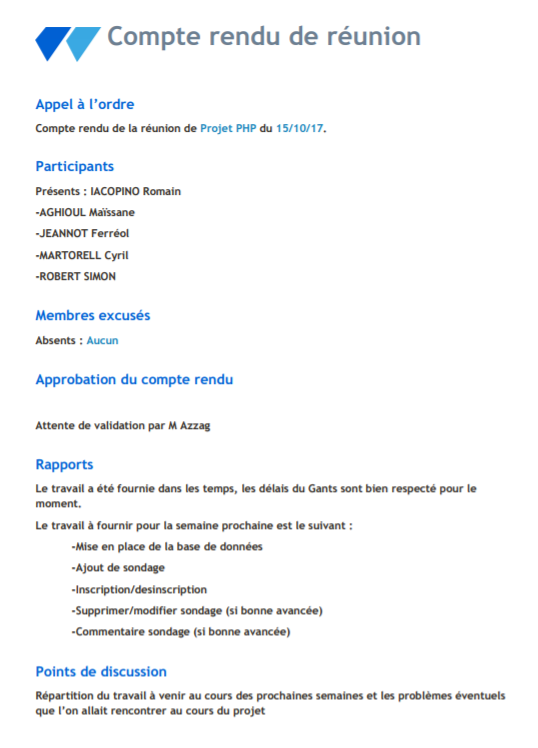 Compte rendu de réunion
Appel à l'ordre
Compte rendu de la réunion de Projet PHP du 15/10/17.
Participants
Présents : IACOPINO Romain
-AGHIOUL Maïssane
-JEANNOT Ferréol
-MARTORELL Cyril
-ROBERT SIMON
Membres excusés
Absents : Aucun
Approbation du compte rendu
Attente de validation par M Azzag
Rapports
Le travail a été fournie dans les temps, les délais du Gants sont bien respecté pour le
moment.
Le travail à fournir pour la semaine prochaine est le suivant :
-Mise en place de la base de données
-Ajout de sondage
-Inscription/desinscription
-Supprimer/modifier sondage (si bonne avancée)
-Commentaire sondage (si bonne avancée)
Points de discussion
Répartition du travail à venir au cours des prochaines semaines et les problèmes éventuels
que l'on allait rencontrer au cours du projet